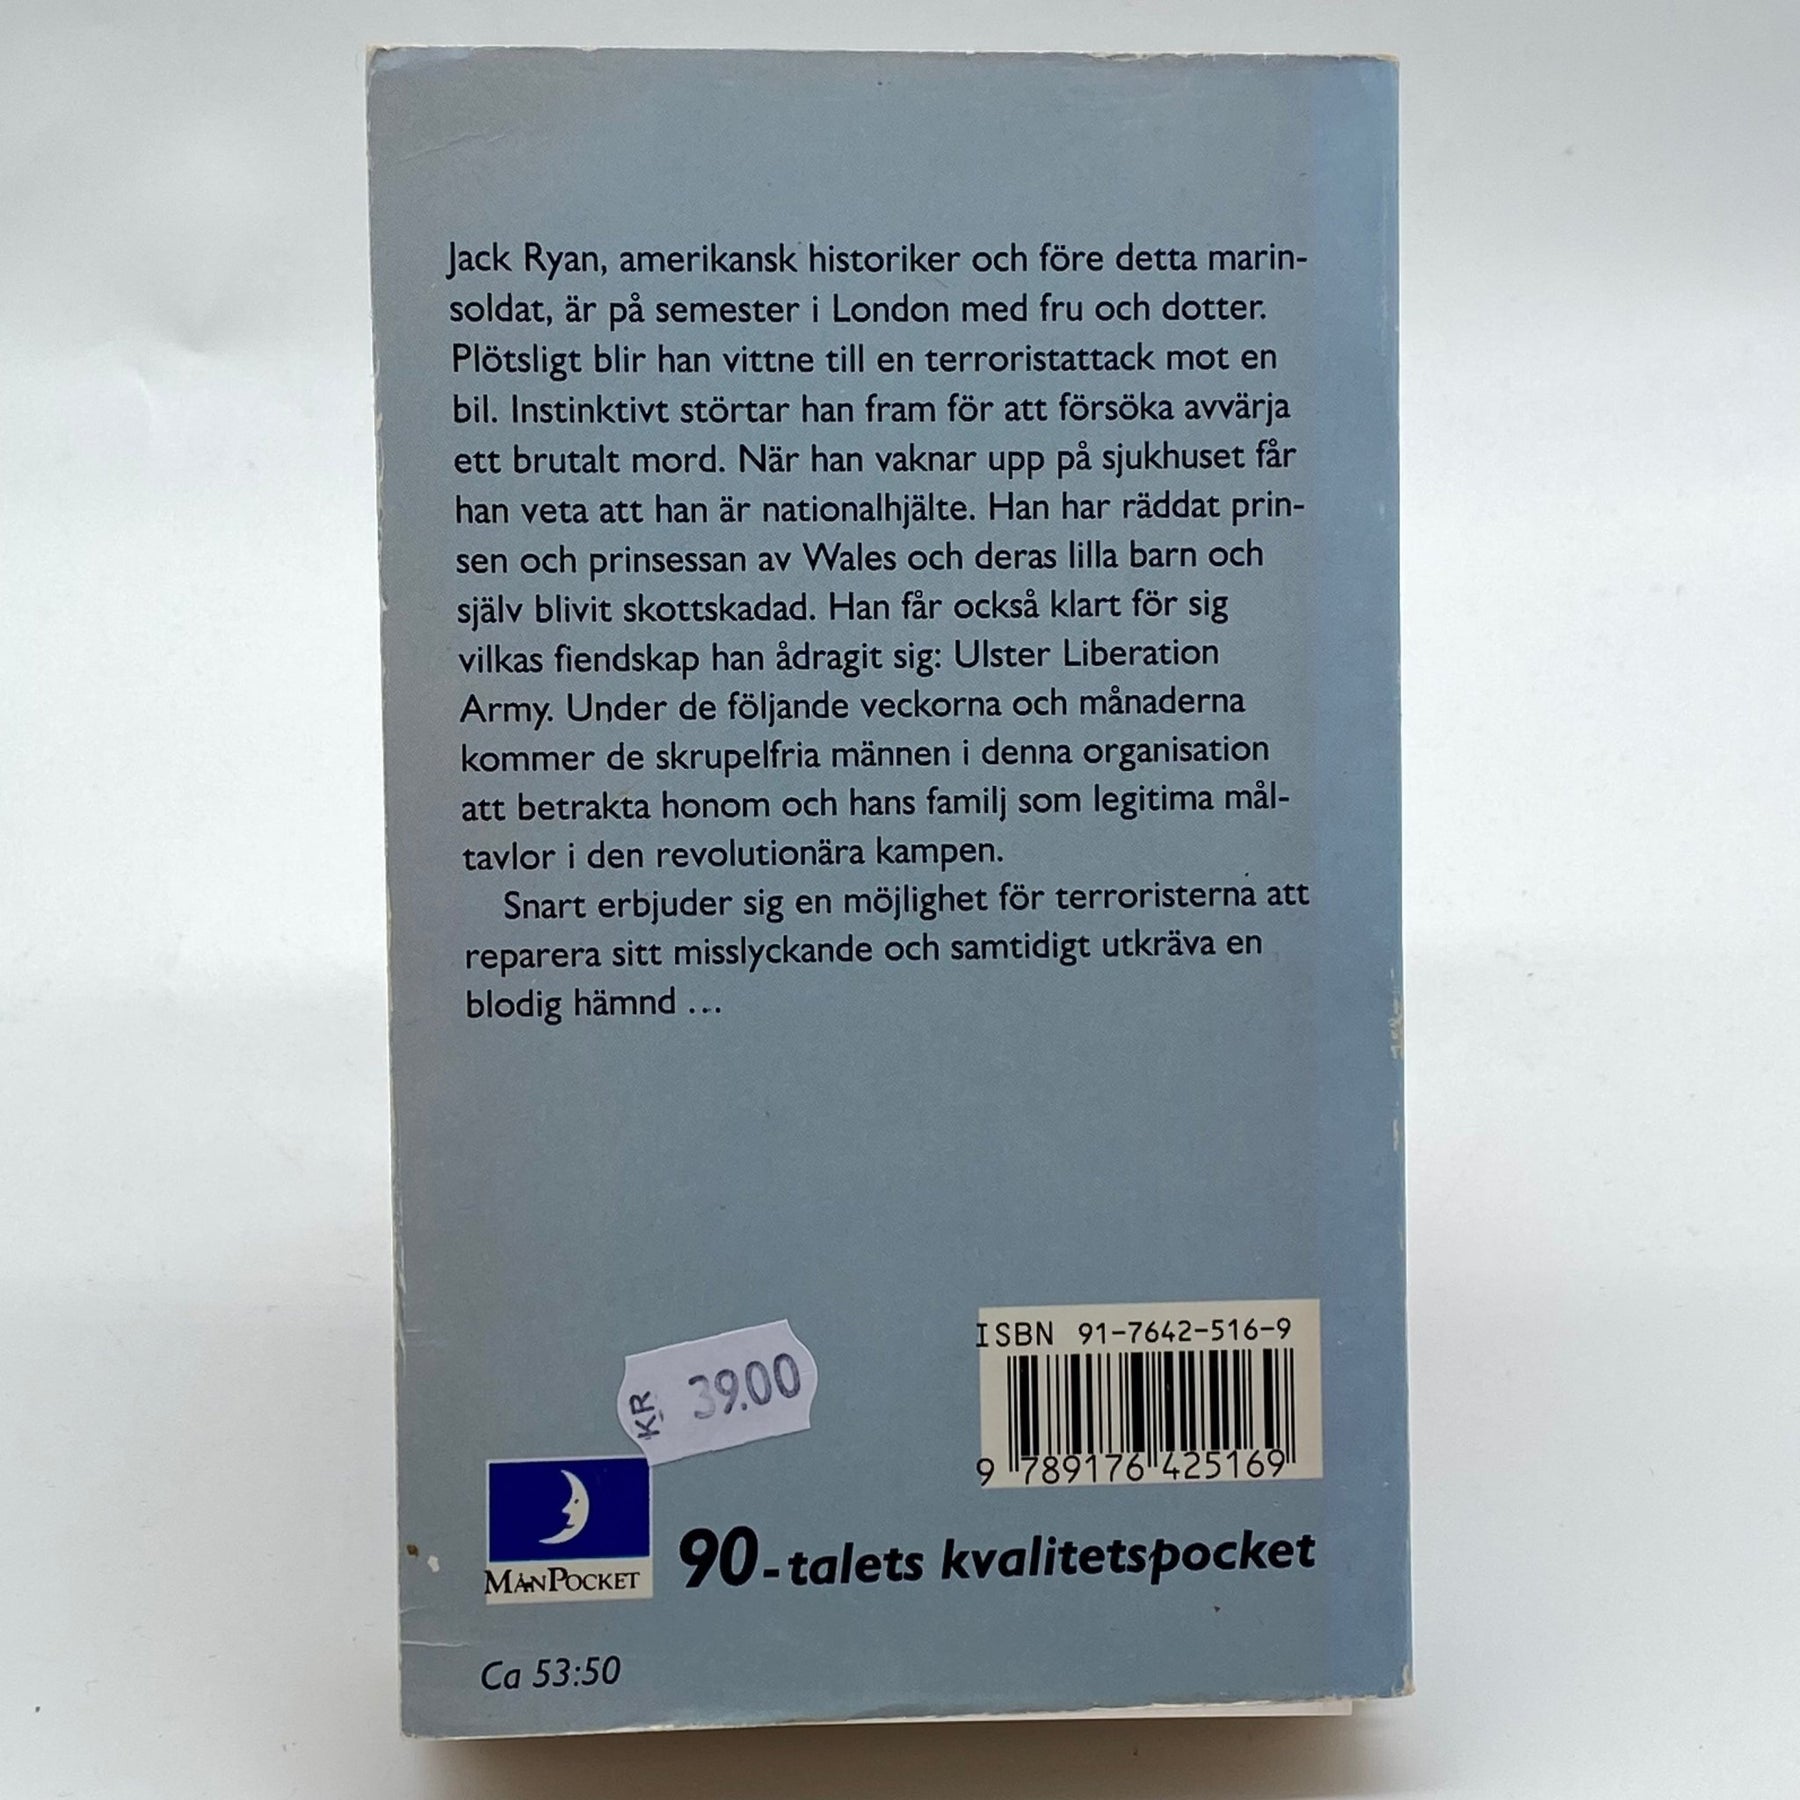 Jack Ryan, amerikansk historiker och före detta marin-
soldat, är på semester i London med fru och dotter.
Plötsligt blir han vittne till en terroristattack mot en
bil. Instinktivt störtar han fram för att försöka avvärja
ett brutalt mord. När han vaknar upp på sjukhuset får
han veta att han är nationalhjälte. Han har räddat prin-
sen och prinsessan av Wales och deras lilla barn och
själv blivit skottskadad. Han får också klart för sig
vilkas fiendskap han ådragit sig: Ulster Liberation
Army. Under de följande veckorna och månaderna
kommer de skrupelfria männen i denna organisation
att betrakta honom och hans familj som legitima mål-
tavlor i den revolutionära kampen.
Snart erbjuder sig en möjlighet för terroristerna att
reparera sitt misslyckande och samtidigt utkräva en
blodig hämnd ...
ISBN 91-7642-516-9
9 789176 425169
KR 39.00
MÅNPOCKET
90-talets kvalitetspocket
Ca 53:50